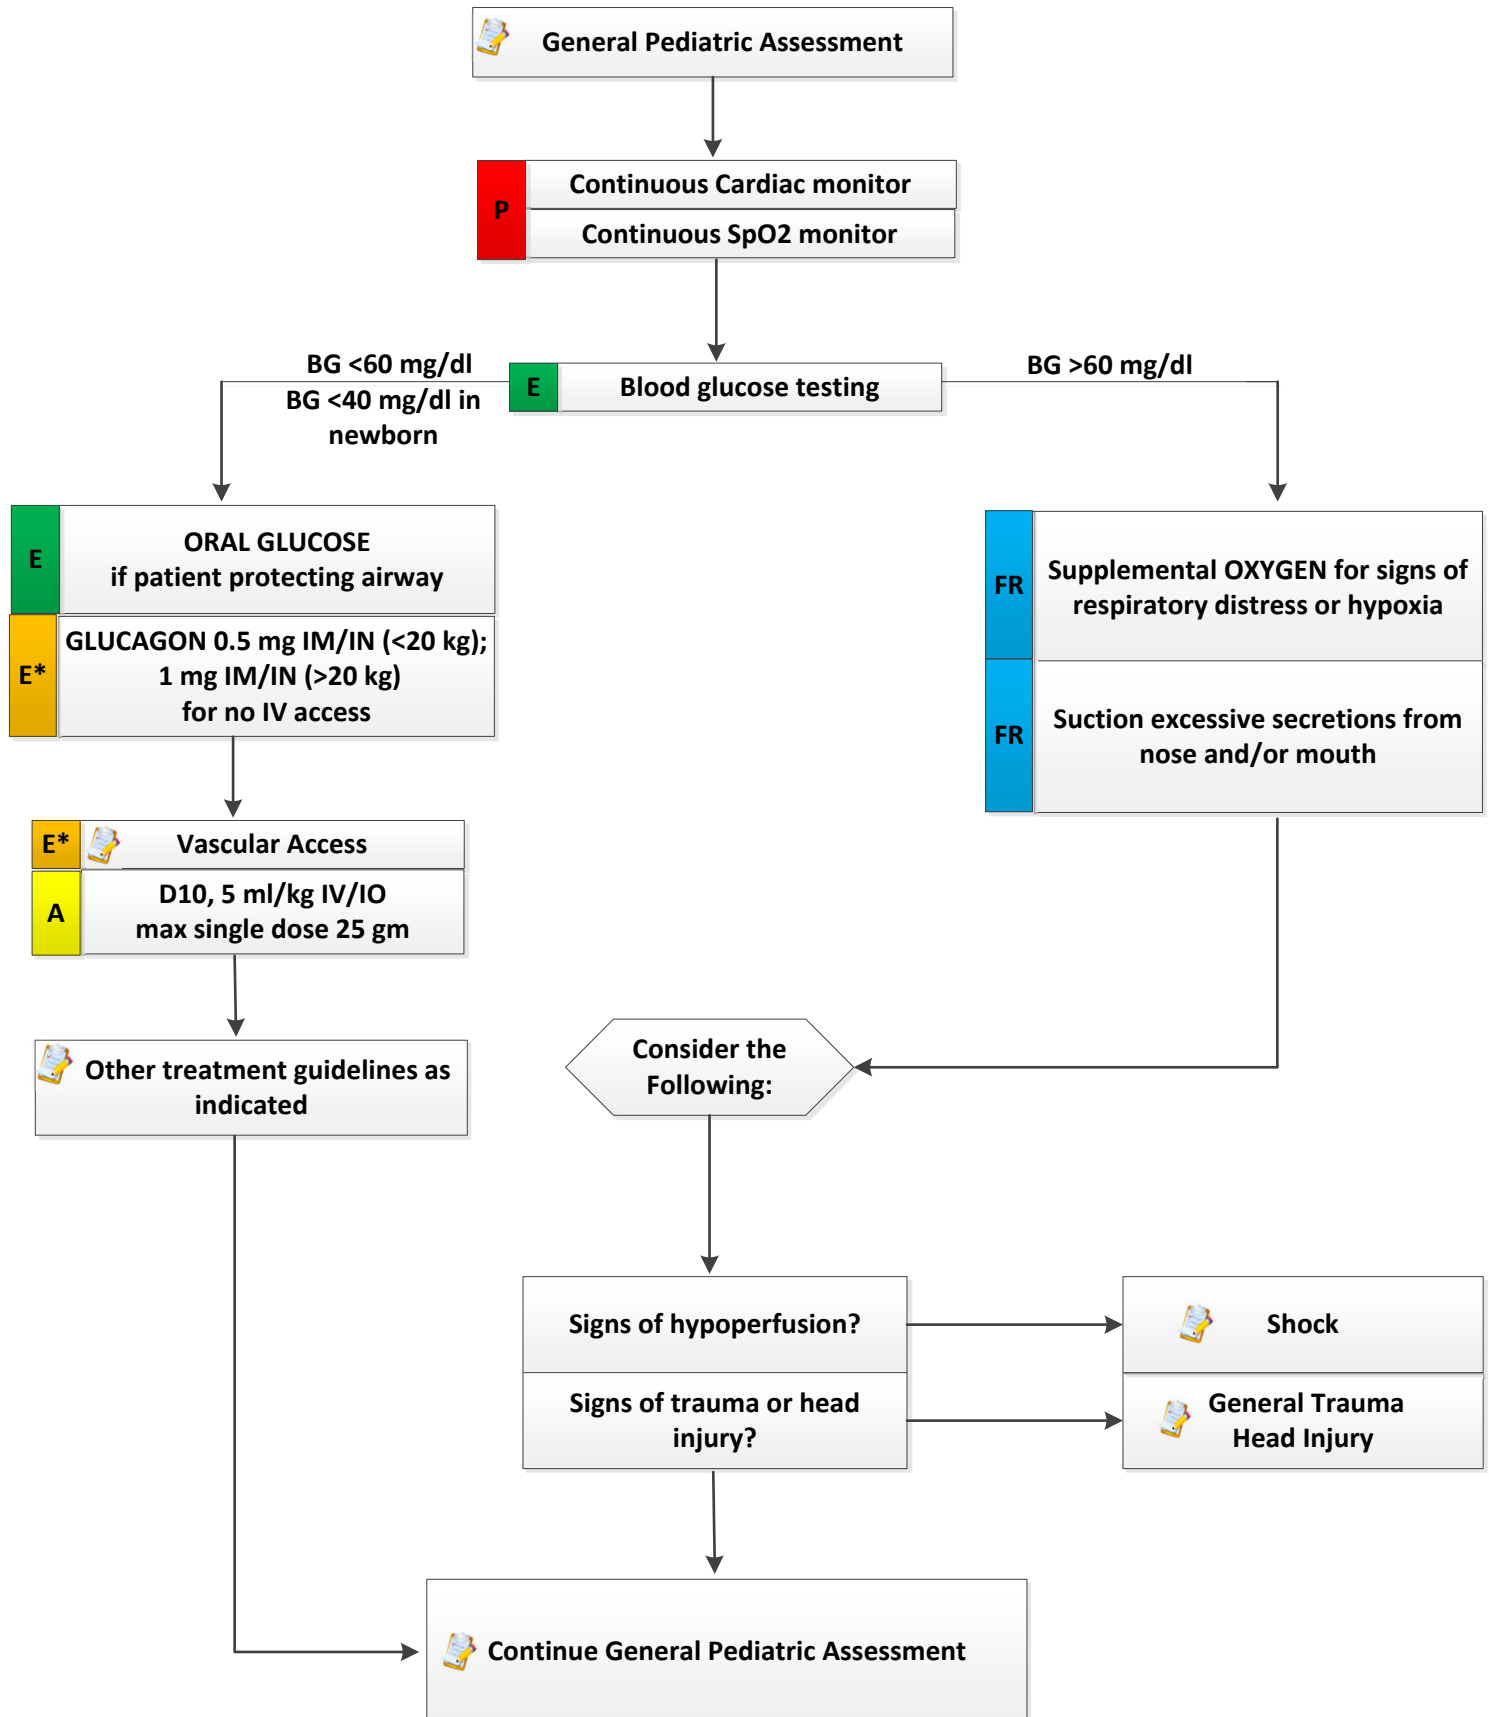 General Pediatric Assessment
P
Continuous Cardiac monitor
Continuous SpO2 monitor
BG <60 mg/dl
BG <40 mg/dl in
newborn
E
Blood glucose testing
BG >60 mg/dl
E
ORAL GLUCOSE
if patient protecting airway
E*
GLUCAGON 0.5 mg IM/IN (<20 kg);
1 mg IM/IN (>20 kg)
for no IV access
FR
Supplemental OXYGEN for signs of
respiratory distress or hypoxia
FR
Suction excessive secretions from
nose and/or mouth
E*
Vascular Access
A
D10, 5 ml/kg IV/IO
max single dose 25 gm
Other treatment guidelines as
indicated
Consider the
Following:
Signs of hypoperfusion?
Shock
Signs of trauma or head
injury?
General Trauma
Head Injury
Continue General Pediatric Assessment